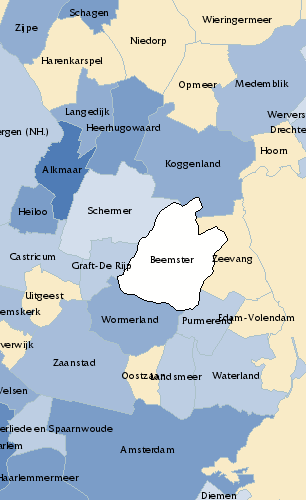 Schagen
Zijpe
Wieringermeer
Niedorp
Harenkarspel
Opmeer
Medemblik
Langedijk
Wervers
Heerhugowaard
Drechte
ergen (NH.)
Hoorn
Koggenland
Alkmaar
Heiloo
Schermer
Castricum
Beemster
Zeevang
Graft-De Rijp
Uitgeest
emskerk
Wormerland
Purmerend
Edam-Volendam
verwijk
Zaanstad
Oostzaan
Landsmeer
Waterland
Velsen
erliede en Spaarnwoude
arlem
Amsterdam
Haarlemmermeer
Diemen